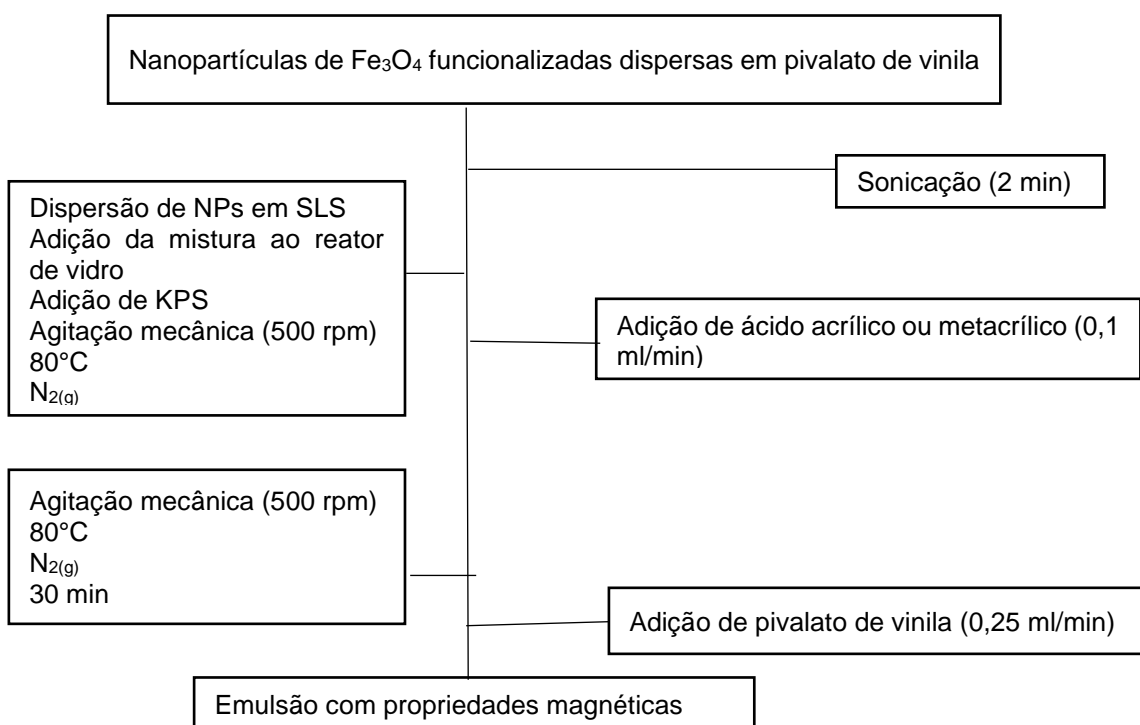 Nanopartículas de Fe₃O₄ funcionalizadas dispersas em pivalato de vinila
Sonicação (2 min)
Dispersão de NPs em SLS
Adição da mistura ao reator
de vidro
Adição de KPS
Agitação mecânica (500 rpm)
80°C
N₂₍g₎
Adição de ácido acrílico ou metacrílico (0,1
ml/min)
Agitação mecânica (500 rpm)
80°C
N₂₍g₎
30 min
Adição de pivalato de vinila (0,25 ml/min)
Emulsão com propriedades magnéticas